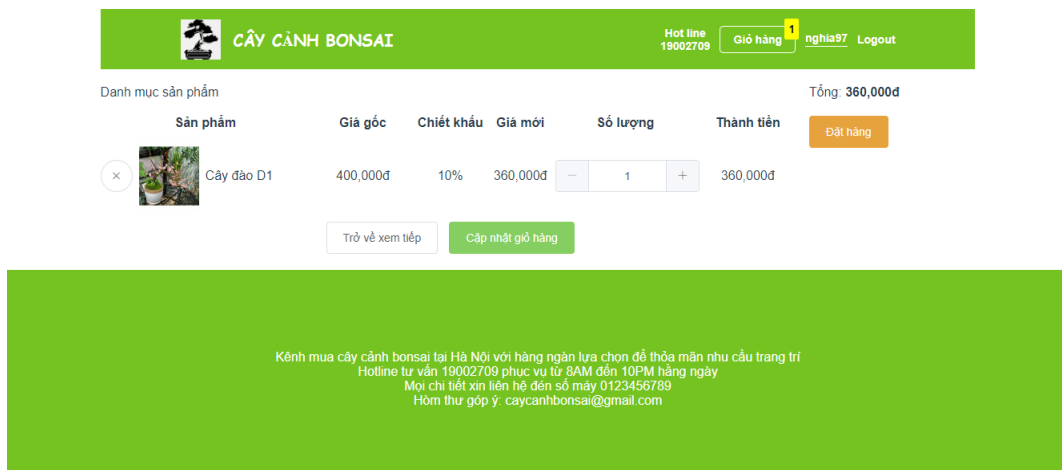 CÂY CẢNH BONSAI
Hot line
19002709
Giỏ hàng
1
nghia97
Logout
Danh mục sản phẩm
Tổng: 360,000đ
Sản phẩm Giá gốc Chiết khấu Giá mới Số lượng Thành tiền
Đặt hàng
× Cây đào D1 400,000đ 10% 360,000đ − 1 + 360,000đ
Trở về xem tiếp
Cập nhật giỏ hàng
Kênh mua cây cảnh bonsai tại Hà Nội với hàng ngàn lựa chọn để thỏa mãn nhu cầu trang trí
Hotline tư vấn 19002709 phục vụ từ 8AM đến 10PM hằng ngày
Mọi chi tiết xin liên hệ đén số máy 0123456789
Hòm thư góp ý: caycanhbonsai@gmail.com